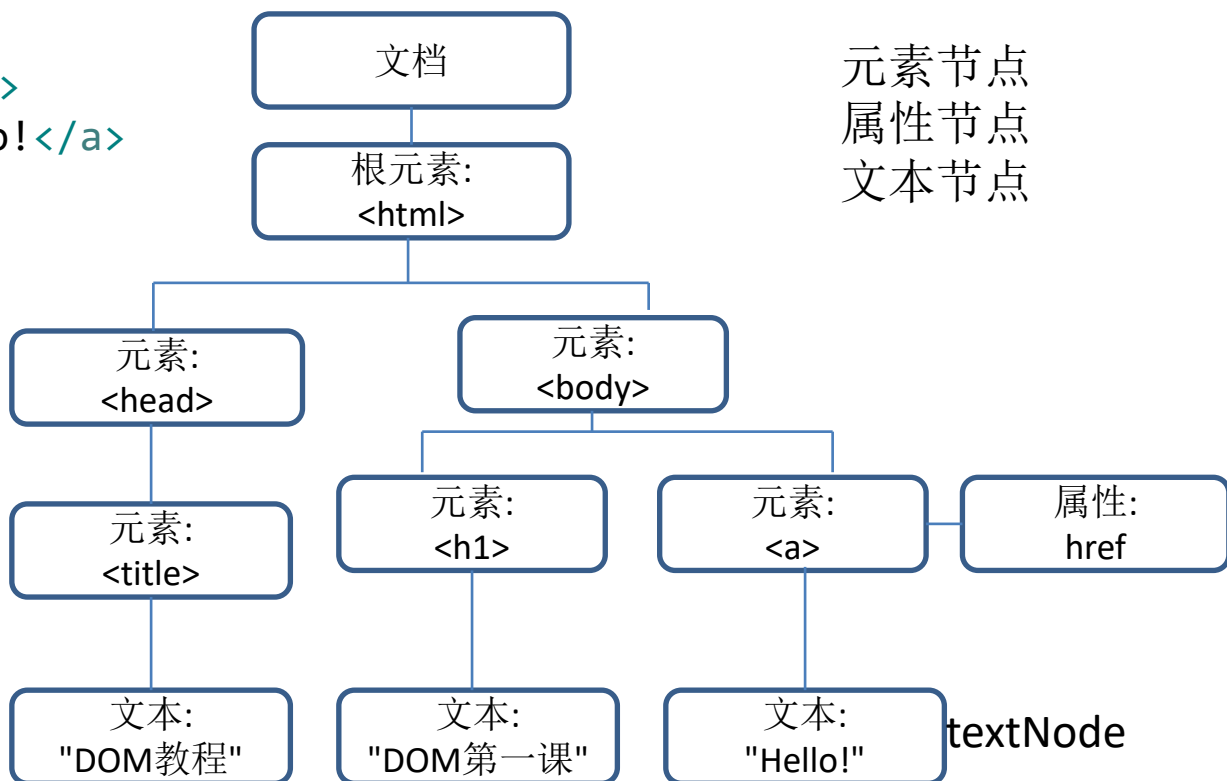 >
o!</a>
文档
元素节点
属性节点
文本节点
根元素:
<html>
元素:
<head>
元素:
<body>
元素:
<title>
元素:
<h1>
元素:
<a>
属性:
href
文本:
"DOM教程"
文本:
"DOM第一课"
文本:
"Hello!"
textNode